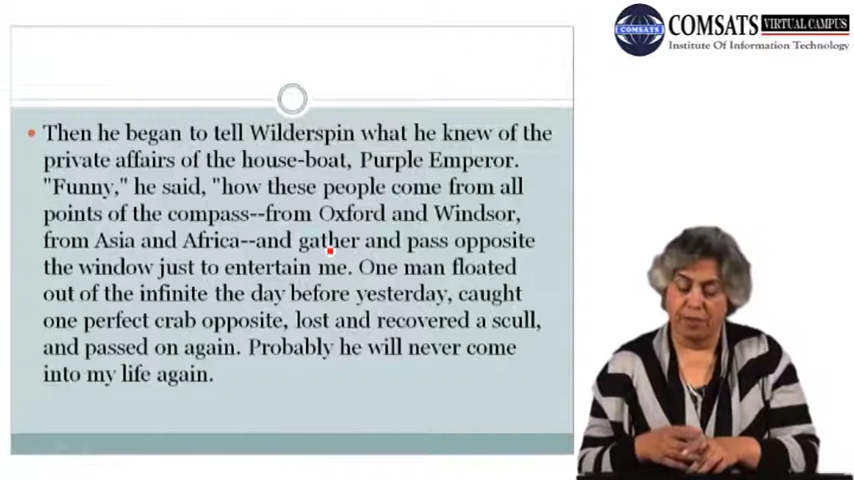 COMSATS
COMSATS VIRTUAL CAMPUS
Institute Of Information Technology
• Then he began to tell Wilderspin what he knew of the
private affairs of the house-boat, Purple Emperor.
"Funny," he said, "how these people come from all
points of the compass--from Oxford and Windsor,
from Asia and Africa--and gather and pass opposite
the window just to entertain me. One man floated
out of the infinite the day before yesterday, caught
one perfect crab opposite, lost and recovered a scull,
and passed on again. Probably he will never come
into my life again.